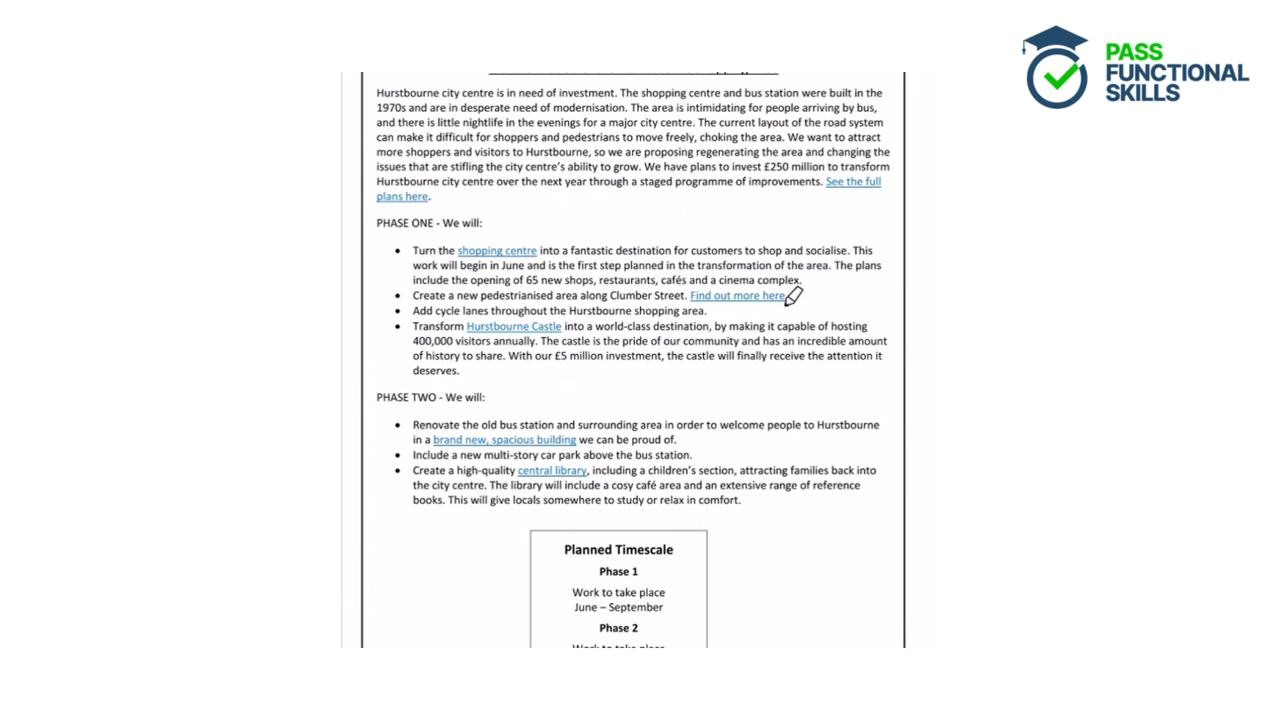 PASS
FUNCTIONAL
SKILLS
Hurstbourne city centre is in need of investment. The shopping centre and bus station were built in the
1970s and are in desperate need of modernisation. The area is intimidating for people arriving by bus,
and there is little nightlife in the evenings for a major city centre. The current layout of the road system
can make it difficult for shoppers and pedestrians to move freely, choking the area. We want to attract
more shoppers and visitors to Hurstbourne, so we are proposing regenerating the area and changing the
issues that are stifling the city centre's ability to grow. We have plans to invest £250 million to transform
Hurstbourne city centre over the next year through a staged programme of improvements. See the full
plans here.
PHASE ONE - We will:
• Turn the shopping centre into a fantastic destination for customers to shop and socialise. This
work will begin in June and is the first step planned in the transformation of the area. The plans
include the opening of 65 new shops, restaurants, cafés and a cinema complex.
• Create a new pedestrianised area along Clumber Street. Find out more here
• Add cycle lanes throughout the Hurstbourne shopping area.
• Transform Hurstbourne Castle into a world-class destination, by making it capable of hosting
400,000 visitors annually. The castle is the pride of our community and has an incredible amount
of history to share. With our £5 million investment, the castle will finally receive the attention it
deserves.
PHASE TWO - We will:
• Renovate the old bus station and surrounding area in order to welcome people to Hurstbourne
in a brand new, spacious building we can be proud of.
• Include a new multi-story car park above the bus station.
• Create a high-quality central library, including a children's section, attracting families back into
the city centre. The library will include a cosy café area and an extensive range of reference
books. This will give locals somewhere to study or relax in comfort.
Planned Timescale
Phase 1
Work to take place
June – September
Phase 2